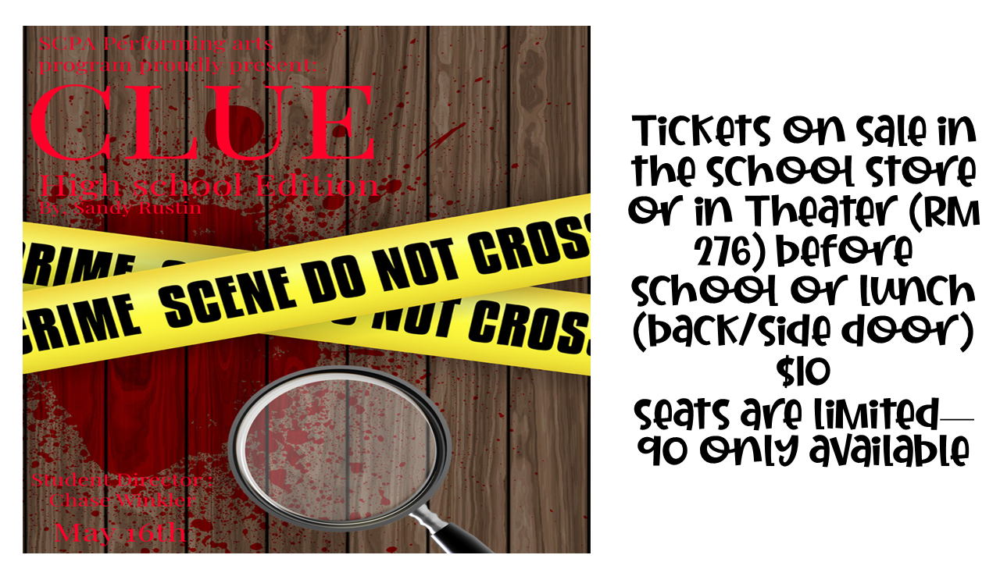 SCPA Performing arts
program proudly present:
CLUE
High school Edition
By: Sandy Rustin
CRIME SCENE DO NOT CROSS
CRIME SCENE DO NOT CROSS
Student Director:
Chase Winkler
May 16th
Tickets on sale in
the school store
or in Theater (RM
276) before
school or lunch
(back/side door)
$10
Seats are limited—
90 only available